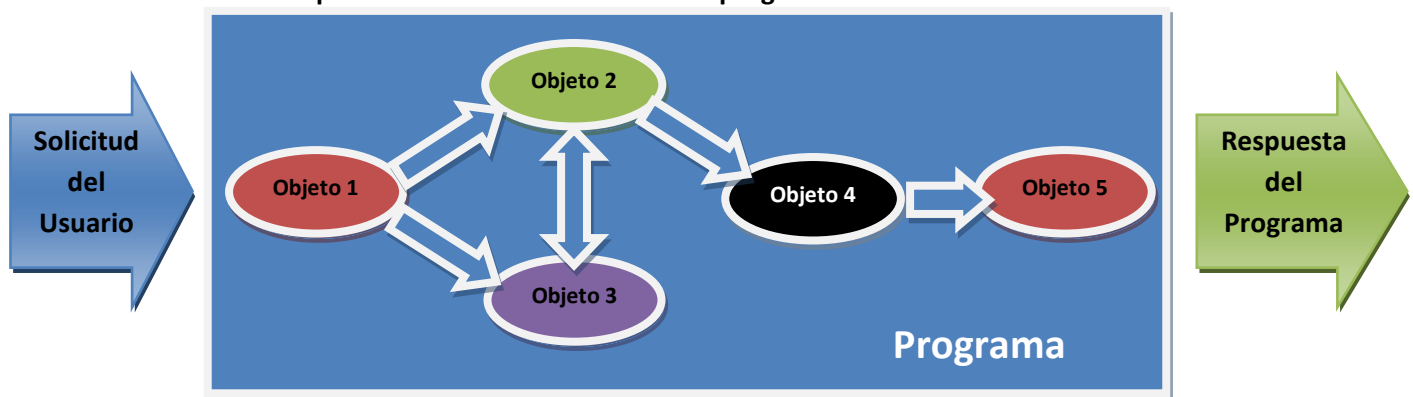 Solicitud
del
Usuario
Objeto 1
Objeto 2
Objeto 3
Objeto 4
Objeto 5
Programa
Respuesta
del
Programa